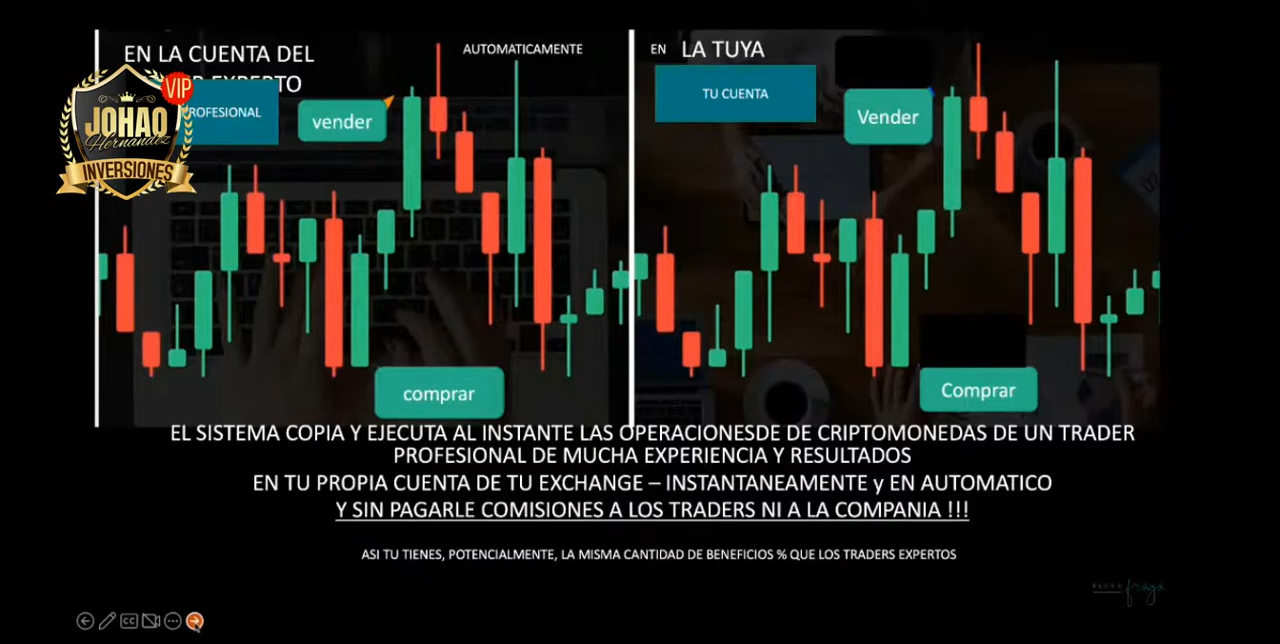 EN LA CUENTA DEL
EXPERTO
AUTOMATICAMENTE
EN LA TUYA
VIP
JOHAO
Hernandez
INVERSIONES
PROFESIONAL
vender
TU CUENTA
Vender
comprar
Comprar
EL SISTEMA COPIA Y EJECUTA AL INSTANTE LAS OPERACIONESDE DE CRIPTOMONEDAS DE UN TRADER
PROFESIONAL DE MUCHA EXPERIENCIA Y RESULTADOS
EN TU PROPIA CUENTA DE TU EXCHANGE – INSTANTANEAMENTE y EN AUTOMATICO
Y SIN PAGARLE COMISIONES A LOS TRADERS NI A LA COMPANIA !!!
ASI TU TIENES, POTENCIALMENTE, LA MISMA CANTIDAD DE BENEFICIOS % QUE LOS TRADERS EXPERTOS
fraga
CC